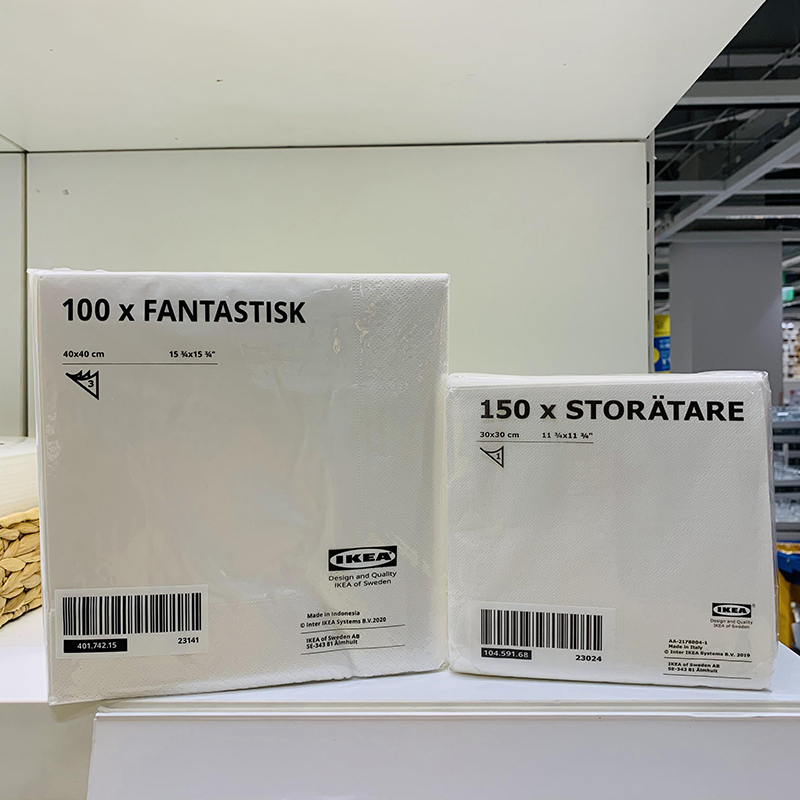 100 x FANTASTISK
40x40 cm 15 ¾x15 ¾"
3
IKEA
Design and Quality
IKEA of Sweden
Made in Indonesia
© Inter IKEA Systems B.V. 2020
IKEA of Sweden AB
SE-343 81 Älmhult
401.742.15
23141
150 x STORÄTARE
30x30 cm 11 ¾x11 ¾"
1
IKEA
Design and Quality
IKEA of Sweden
AA-2178004-1
Made in Italy
© Inter IKEA Systems B.V. 2019
IKEA of Sweden AB
SE-343 81 Älmhult
104.591.68
23024